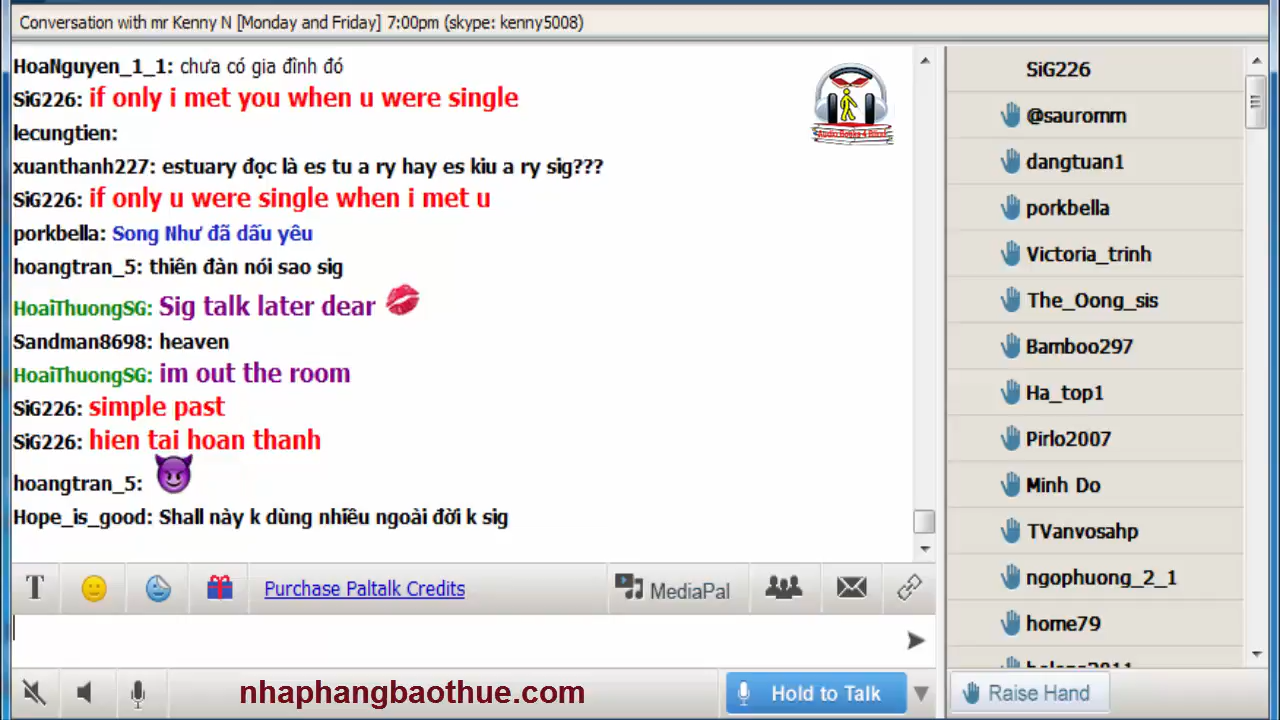 Conversation with mr Kenny N [Monday and Friday] 7:00pm (skype: kenny5008)
HoaNguyen_1_1: chưa có gia đình đó
SiG226: if only i met you when u were single
lecungtien:
xuanthanh227: estuary đọc là es tu a ry hay es kiu a ry sig???
SiG226: if only u were single when i met u
porkbella: Song Như đã dấu yêu
hoangtran_5: thiên đàn nói sao sig
HoaiThuongSG: Sig talk later dear
Sandman8698: heaven
HoaiThuongSG: im out the room
SiG226: simple past
SiG226: hien tai hoan thanh
hoangtran_5:
Hope_is_good: Shall này k dùng nhiều ngoài đời k sig
Audio Books 4 Blind
T
Purchase Paltalk Credits
MediaPal
nhaphangbaothue.com
Hold to Talk
SiG226
@sauromm
dangtuan1
porkbella
Victoria_trinh
The_Oong_sis
Bamboo297
Ha_top1
Pirlo2007
Minh Do
TVanvosahp
ngophuong_2_1
home79
Raise Hand